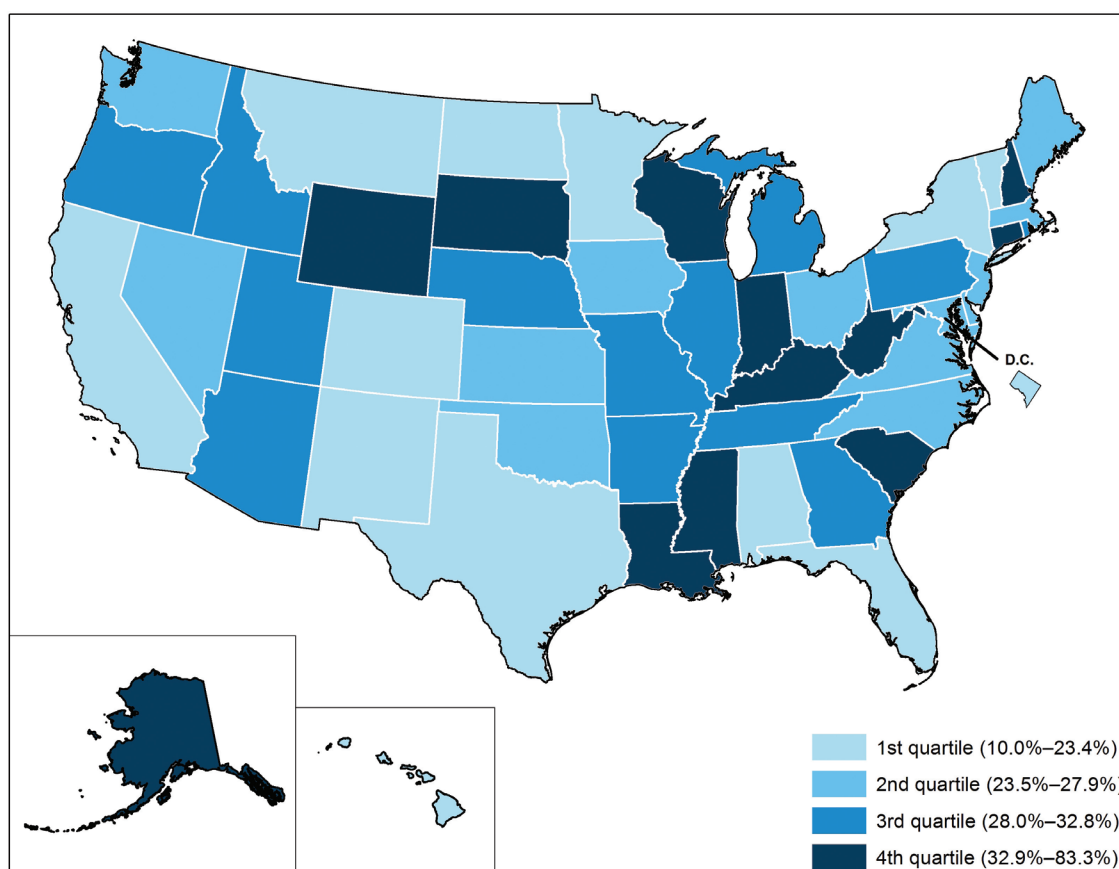 D.C.
1st quartile (10.0%–23.4%)
2nd quartile (23.5%–27.9%)
3rd quartile (28.0%–32.8%)
4th quartile (32.9%–83.3%)